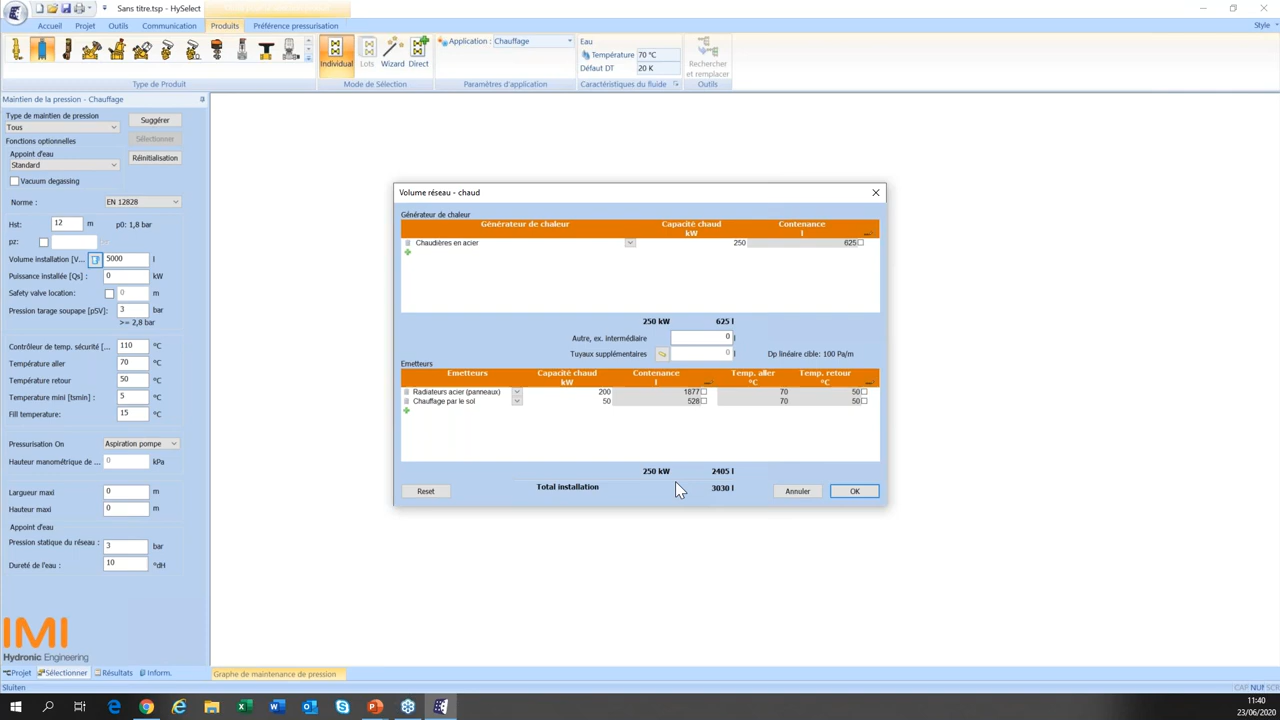 Sans titre.tsp - HySelect
Accueil Projet Outils Communication Produits Préférence pressurisation Style
Individual Lots Wizard Direct
Application : Chauffage
Eau
Température 70 °C
Défaut DT 20 K
Rechercher et remplacer
Type de Produit Mode de Sélection Paramètres d'application Caractéristiques du fluide Outils
Maintien de la pression - Chauffage
Type de maintien de pression
Tous
Suggérer
Fonctions optionnelles
Sélectionner
Appoint d'eau
Standard
Réinitialisation
Vacuum degassing
Norme : EN 12828
Hst: 12 m p0: 1,8 bar
pz:
Volume installation [V... 5000 l
Puissance installée [Qs] : 0 kW
Safety valve location: 0 m
Pression tarage soupape [pSV]: 3 bar
>= 2,8 bar
Contrôleur de temp. sécurité [... 110 °C
Température aller 70 °C
Température retour 50 °C
Temperature mini [tsmin] : 5 °C
Fill temperature: 15 °C
Pressurisation On Aspiration pompe
Hauteur manométrique de ... 0 kPa
Largueur maxi 0 m
Hauteur maxi 0 m
Appoint d'eau
Pression statique du réseau : 3 bar
Dureté de l'eau : 10 °dH
IMI
Hydronic Engineering
Projet Sélectionner Résultats Inform.
Graphe de maintenance de pression
Sluiten
CAP NUF SCR
Volume réseau - chaud
Générateur de chaleur
Générateur de chaleur Capacité chaud kW Contenance l
Chaudières en acier 250 625
250 kW 625 l
Autre, ex. intermédiaire 0 l
Tuyaux supplémentaires 0 l Dp linéaire cible: 100 Pa/m
Emetteurs
Emetteurs Capacité chaud kW Contenance l Temp. aller °C Temp. retour °C
Radiateurs acier (panneaux) 200 1877 70 50
Chauffage par le sol 50 528 70 50
250 kW 2405 l
Total installation 3030 l
Reset Annuler OK
11:40
23/06/2020